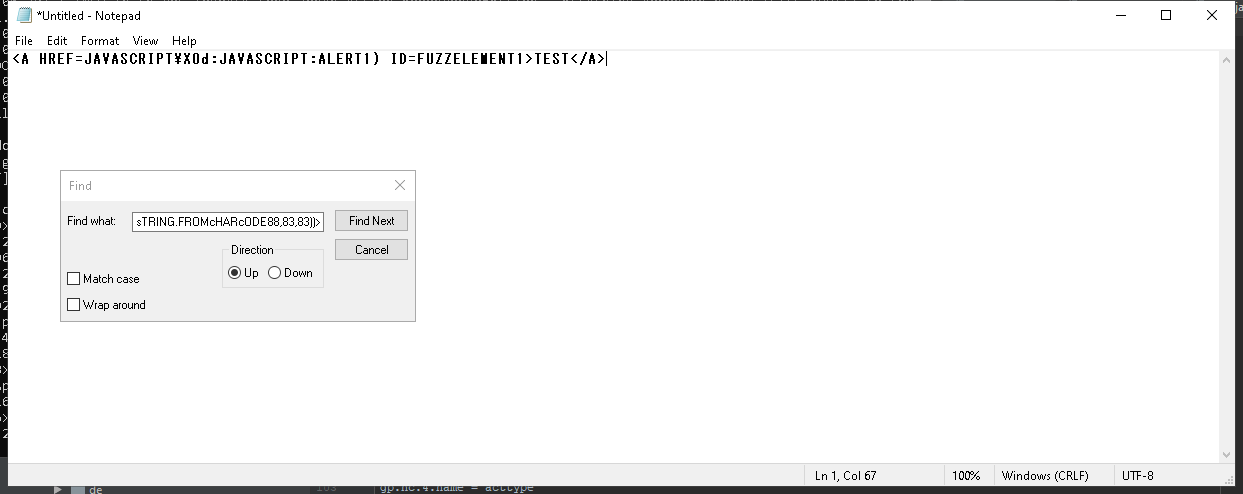 *Untitled - Notepad
File Edit Format View Help
<A HREF=JAVASCRIPT¥X0d:JAVASCRIPT:ALERT1) ID=FUZZELEMENT1>TEST</A>
Find
Find what: sTRING.FROMcHARcODE88,83,83))> Find Next
Direction Cancel
Up Down
Match case
Wrap around
Ln 1, Col 67 100% Windows (CRLF) UTF-8
de gp.nc.4.name = acttype